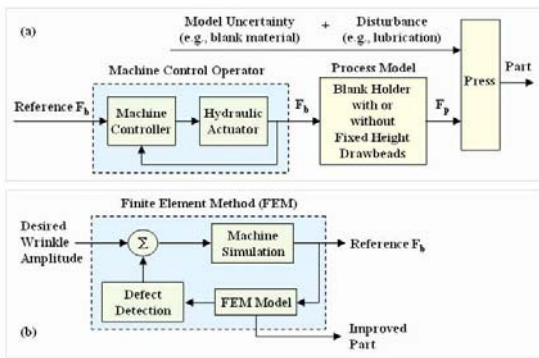 (a)
Model Uncertainty + Disturbance
(e.g., blank material) (e.g., lubrication)
Machine Control Operator
Process Model
Press
Part
Reference F_b
Machine
Controller
Hydraulic
Actuator
F_b
Blank Holder
with or
without
Fixed Height
Drawbeads
F_p
Finite Element Method (FEM)
Desired
Wrinkle
Amplitude
Σ
Machine
Simulation
Reference F_b
Defect
Detection
FEM Model
Improved
Part
(b)